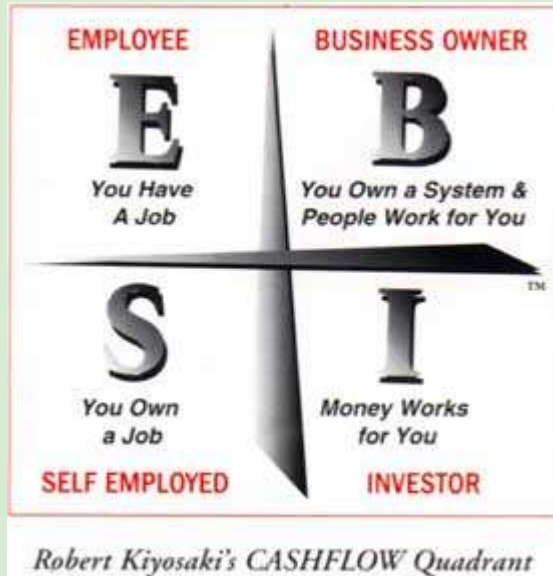 EMPLOYEE
E
You Have
A Job
BUSINESS OWNER
B
You Own a System &
People Work for You
TM
S
You Own
a Job
SELF EMPLOYED
I
Money Works
for You
INVESTOR
Robert Kiyosaki's CASHFLOW Quadrant